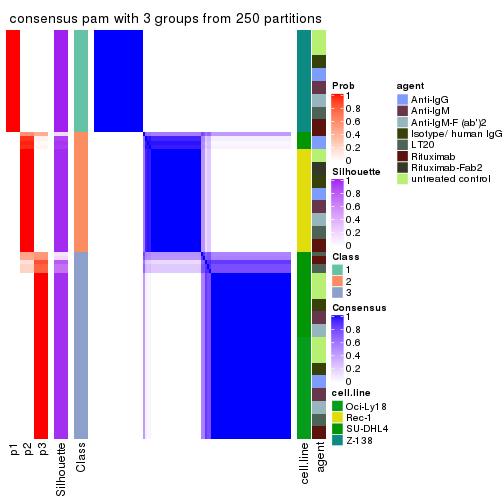 consensus pam with 3 groups from 250 partitions
Prob
1
0.8
0.6
0.4
0.2
0
Silhouette
1
0.8
0.6
0.4
0.2
0
Class
1
2
3
Consensus
1
0.8
0.6
0.4
0.2
0
cell.line
Oci-Ly18
Rec-1
SU-DHL4
Z-138
agent
Anti-IgG
Anti-IgM
Anti-IgM-F (ab')2
Isotype/ human IgG
LT20
Rituximab
Rituximab-Fab2
untreated control
p1
p2
p3
Silhouette
Class
cell.line
agent